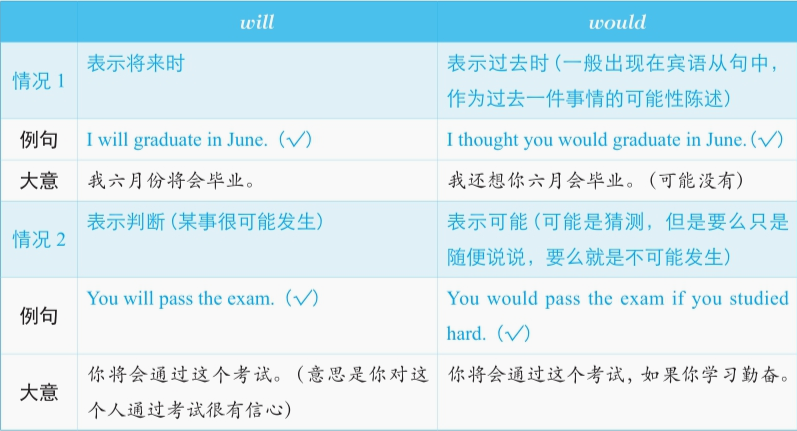 will would
情况 1 表示将来时 表示过去时（一般出现在宾语从句中，
作为过去一件事情的可能性陈述）
例句 I will graduate in June.（✓） I thought you would graduate in June.（✓）
大意 我六月份将会毕业。 我还想你六月会毕业。（可能没有）
情况 2 表示判断（某事很可能发生） 表示可能（可能是猜测，但是要么只是
随便说说，要么就是不可能发生）
例句 You will pass the exam.（✓） You would pass the exam if you studied
hard.（✓）
大意 你将会通过这个考试。（意思是你对这 你将会通过这个考试，如果你学习勤奋。
个人通过考试很有信心）